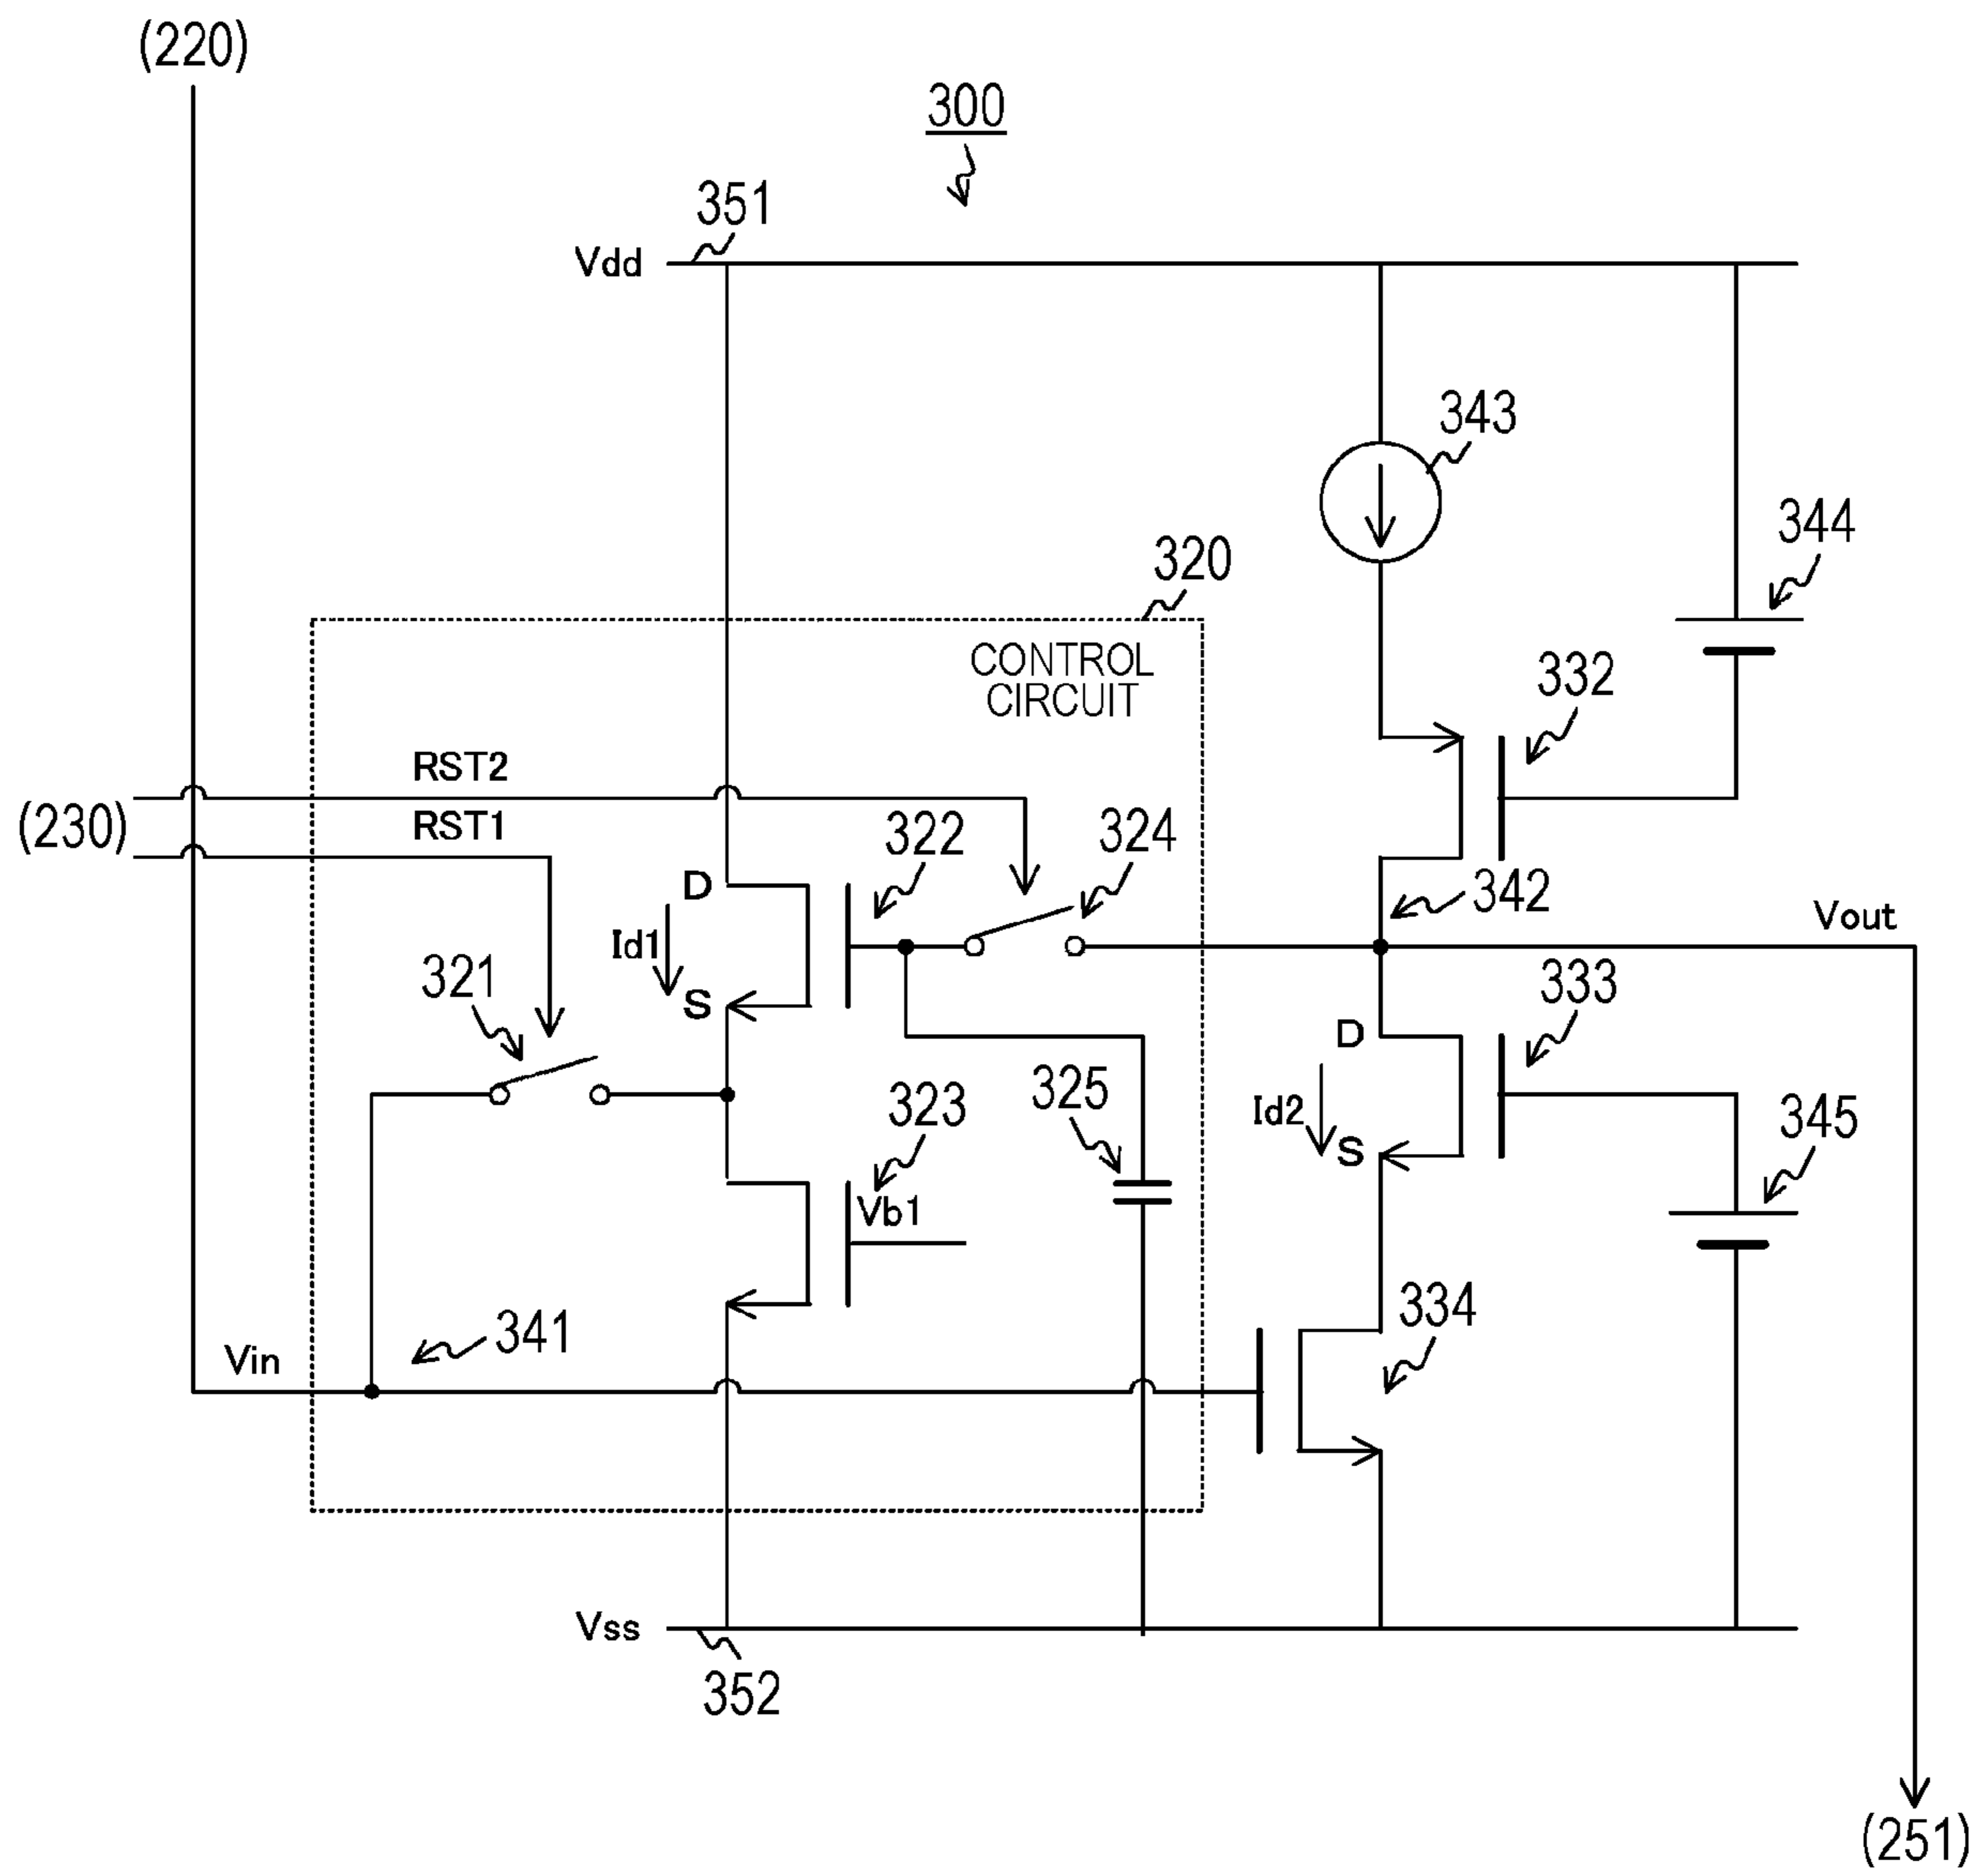 (220)
300
351
Vdd
343
344
320
CONTROL
CIRCUIT
332
RST2
(230)
RST1
322
324
D
342
Vout
Id1
321
S
333
D
323
325
Id2
S
345
Vb1
334
341
Vin
Vss
352
(251)